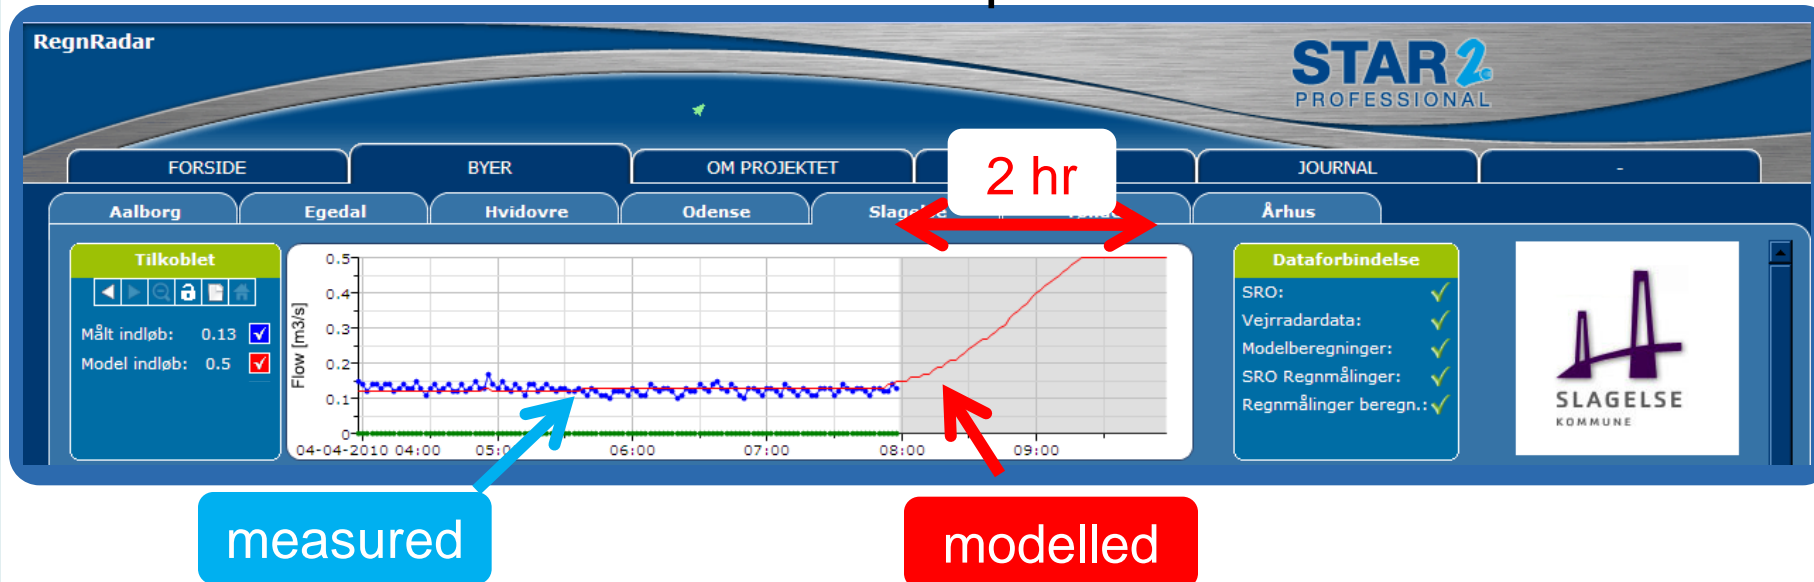 RegnRadar
STAR 2
PROFESSIONAL
FORSIDE
BYER
OM PROJEKTET
2 hr
JOURNAL
-
Aalborg
Egedal
Hvidovre
Odense
Århus
Tilkoblet
Målt indløb: 0.13
Model indløb: 0.5
Flow [m3/s]
0.5
0.4
0.3
0.2
0.1
0
04-04-2010 04:00
06:00
07:00
08:00
09:00
Dataforbindelse
SRO:
Vejrradardata:
Modelberegninger:
SRO Regnmålinger:
Regnmålinger beregn.:
SLAGELSE
KOMMUNE
measured
modelled